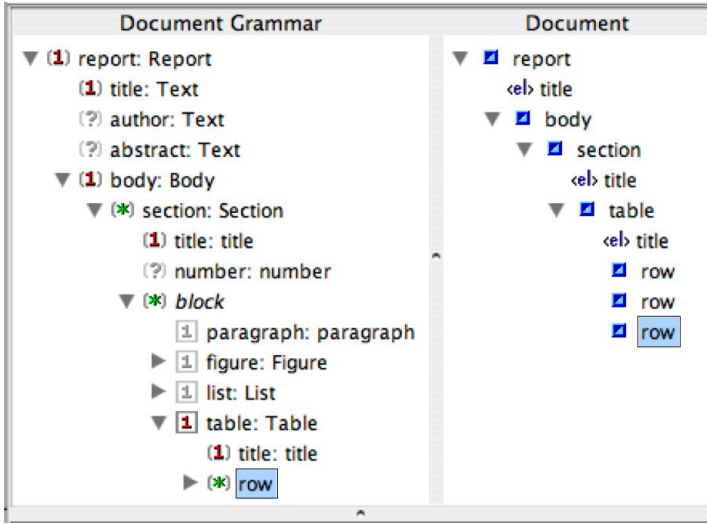 Document Grammar
(1) report: Report
(1) title: Text
(?) author: Text
(?) abstract: Text
(1) body: Body
(*) section: Section
(1) title: title
(?) number: number
(*) block
1 paragraph: paragraph
1 figure: Figure
1 list: List
1 table: Table
(1) title: title
(*) row
Document
report
<el> title
body
section
<el> title
table
<el> title
row
row
row